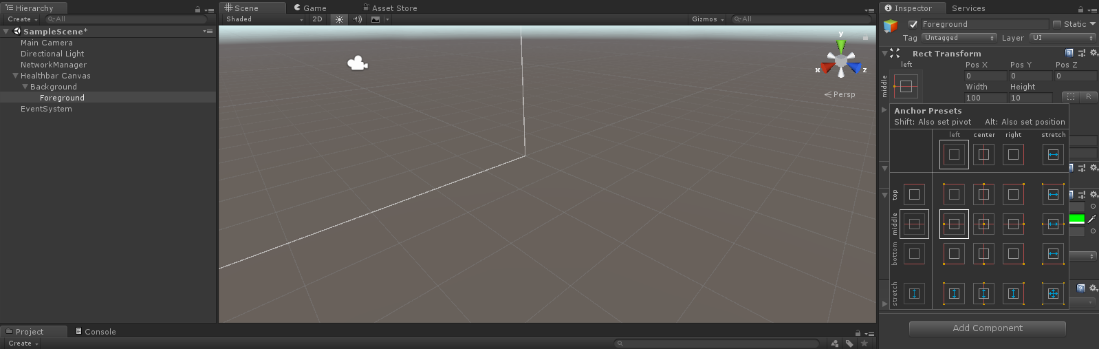 Hierarchy
Create
All
SampleScene*
Main Camera
Directional Light
NetworkManager
Healthbar Canvas
Background
Foreground
EventSystem
Scene
Game
Asset Store
Shaded
2D
Gizmos
All
y
x
z
Persp
Inspector
Services
Foreground
Static
Tag Untagged Layer UI
Rect Transform
left
middle
Pos X Pos Y Pos Z
0 0 0
Width Height
100 10
R
Anchor Presets
Shift: Also set pivot Alt: Also set position
left center right stretch
top
middle
bottom
stretch
Add Component
Project
Console
Create